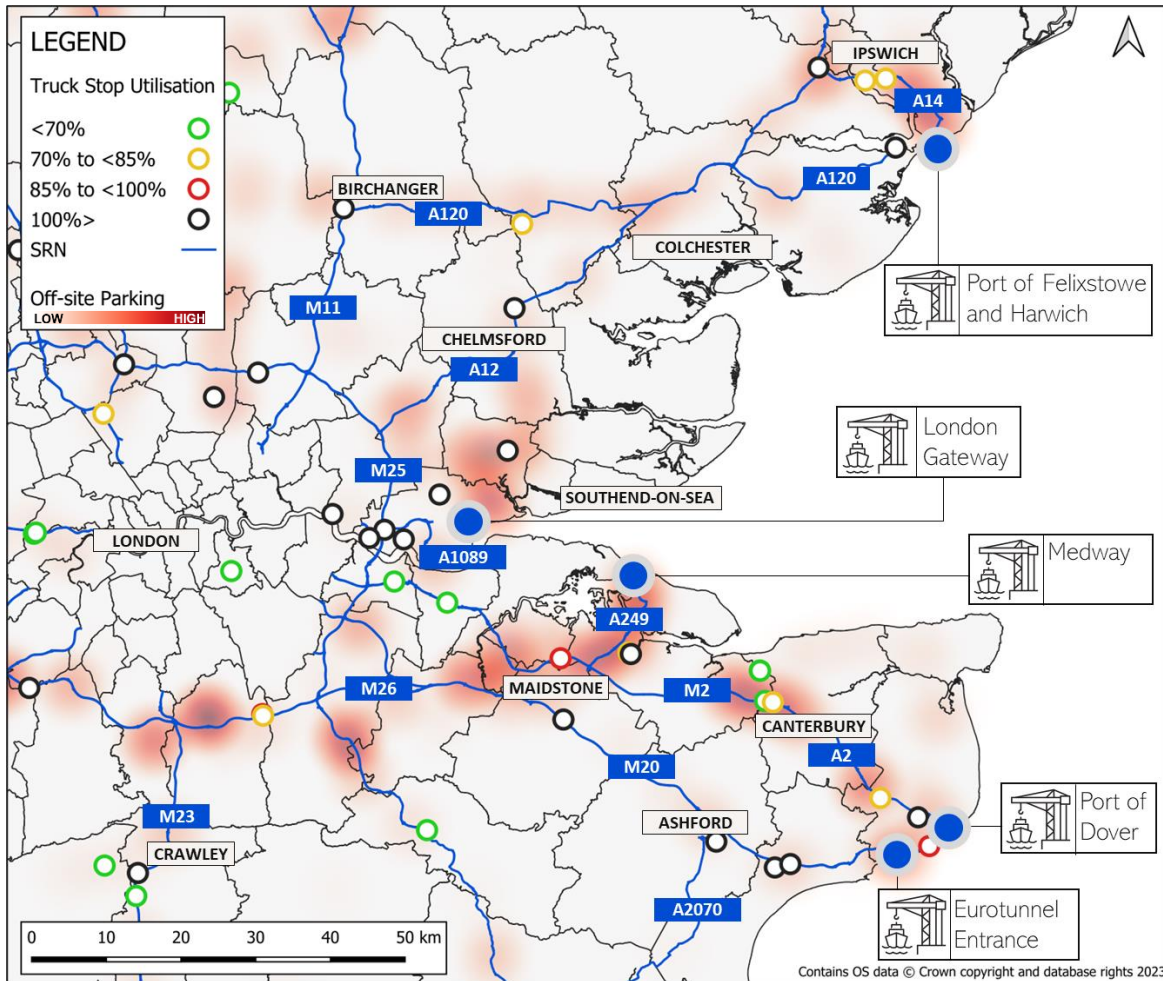 LEGEND
Truck Stop Utilisation
<70%
70% to <85%
85% to <100%
100%>
SRN
Off-site Parking
LOW
HIGH
IPSWICH
A14
BIRCHANGER
A120
A120
COLCHESTER
Port of Felixstowe
and Harwich
M11
CHELMSFORD
A12
London
Gateway
M25
SOUTHEND-ON-SEA
LONDON
A1089
Medway
A249
M26
MAIDSTONE
M2
CANTERBURY
A2
M20
Port of
Dover
M23
ASHFORD
CRAWLEY
A2070
Eurotunnel
Entrance
0 10 20 30 40 50 km
Contains OS data © Crown copyright and database rights 2023